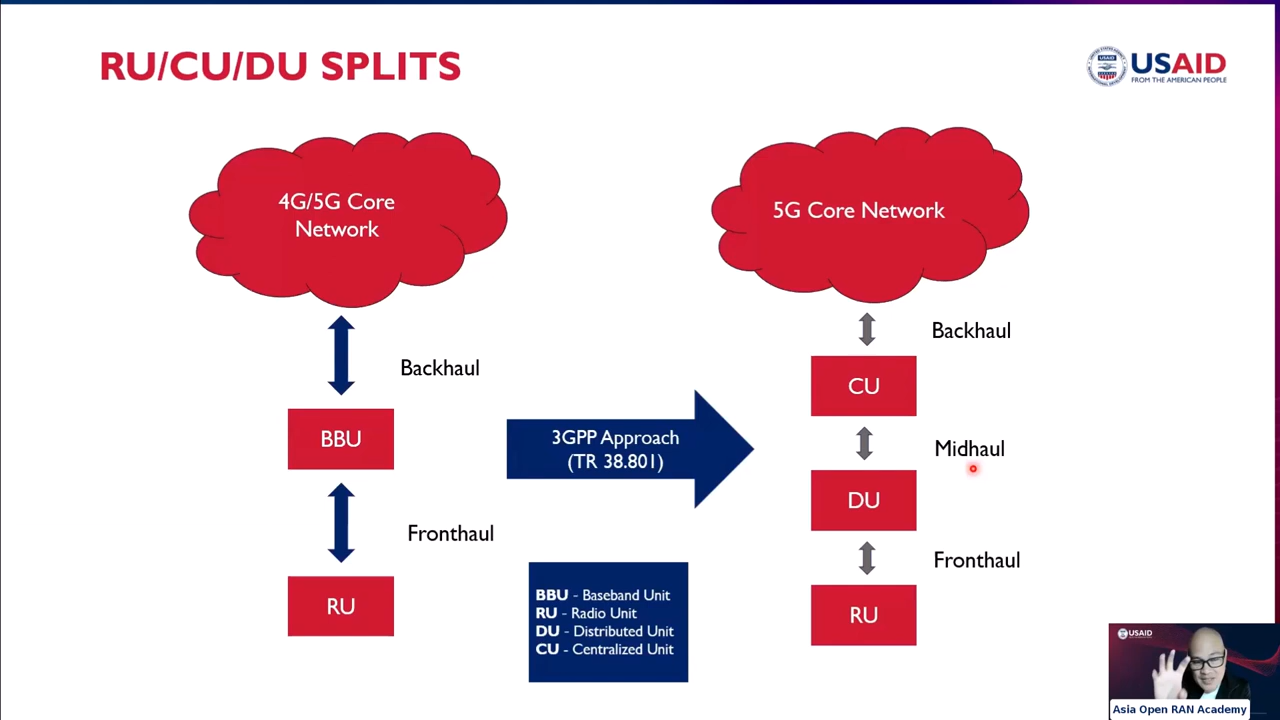 RU/CU/DU SPLITS
USAID
FROM THE AMERICAN PEOPLE
4G/5G Core
Network
Backhaul
BBU
Fronthaul
RU
3GPP Approach
(TR 38.801)
BBU - Baseband Unit
RU - Radio Unit
DU - Distributed Unit
CU - Centralized Unit
5G Core Network
Backhaul
CU
Midhaul
DU
Fronthaul
RU
USAID
Asia Open RAN Academy